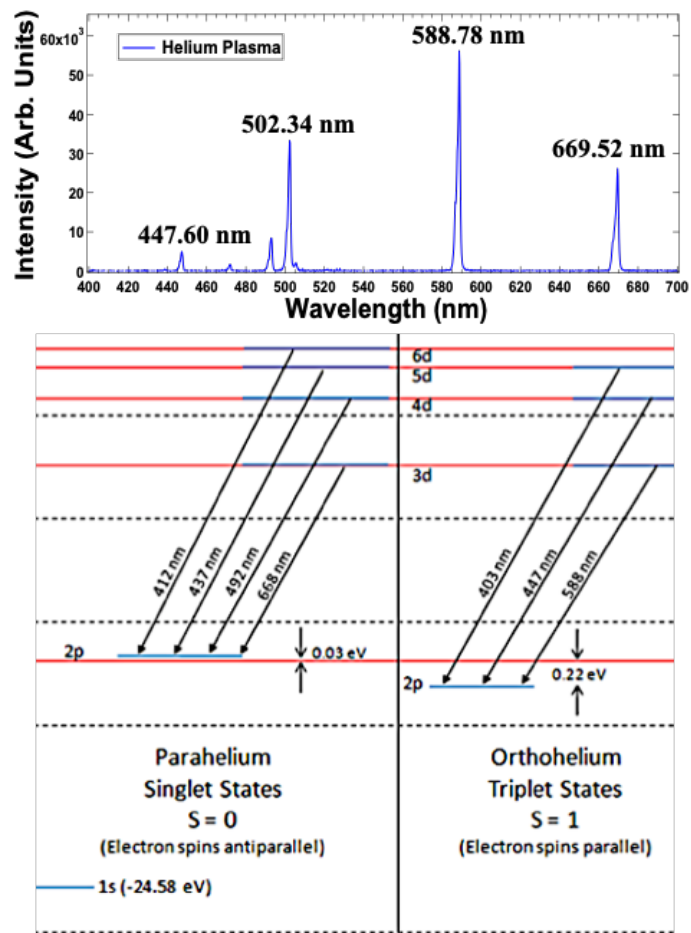 60x10³
50
40
30
20
10
0
Intensity (Arb. Units)
Helium Plasma
588.78 nm
502.34 nm
669.52 nm
447.60 nm
400 420 440 460 480 500 520 540 560 580 600 620 640 660 680 700
Wavelength (nm)
6d
5d
4d
3d
412 nm
437 nm
492 nm
668 nm
403 nm
447 nm
588 nm
2p
0.03 eV
2p
0.22 eV
Parahelium
Singlet States
S = 0
(Electron spins antiparallel)
Orthohelium
Triplet States
S = 1
(Electron spins parallel)
1s (-24.58 eV)